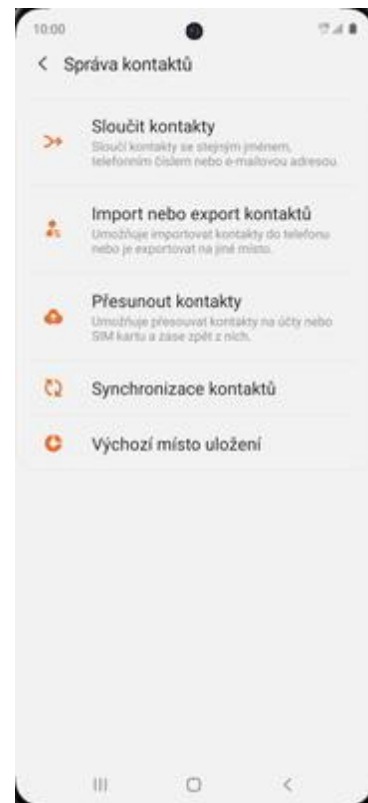 10:00
Správa kontaktů
Sloučit kontakty
Sloučí kontakty se stejným jménem,
telefonním číslem nebo e-mailovou adresou.
Import nebo export kontaktů
Umožňuje importovat kontakty do telefonu
nebo je exportovat na jiné místo.
Přesunout kontakty
Umožňuje přesouvat kontakty na účty nebo
SIM kartu a zase zpět z nich.
Synchronizace kontaktů
Výchozí místo uložení